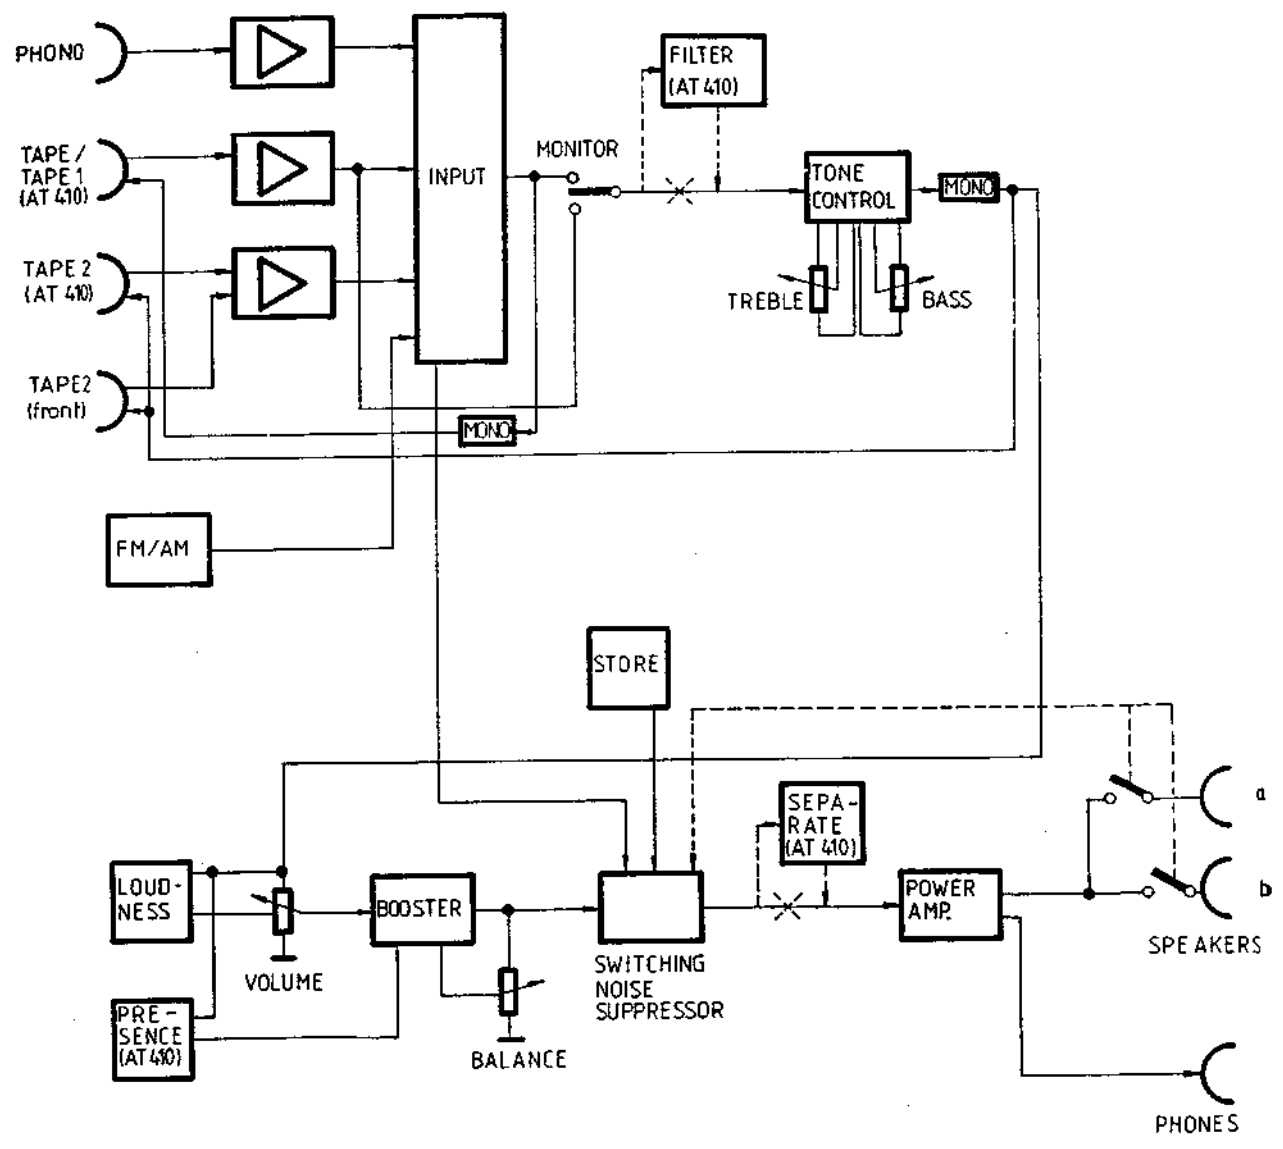 PHONO
TAPE /
TAPE 1
(AT 410)
TAPE 2
(AT 410)
TAPE2
(front)
INPUT
MONITOR
FILTER
(AT 410)
TONE
CONTROL
MONO
TREBLE
BASS
MONO
FM/AM
STORE
SEPA-
RATE
(AT 410)
a
LOUD-
NESS
VOLUME
BOOSTER
POWER
AMP.
b
SPEAKERS
SWITCHING
NOISE
SUPPRESSOR
PRE-
SENCE
(AT 410)
BALANCE
PHONES